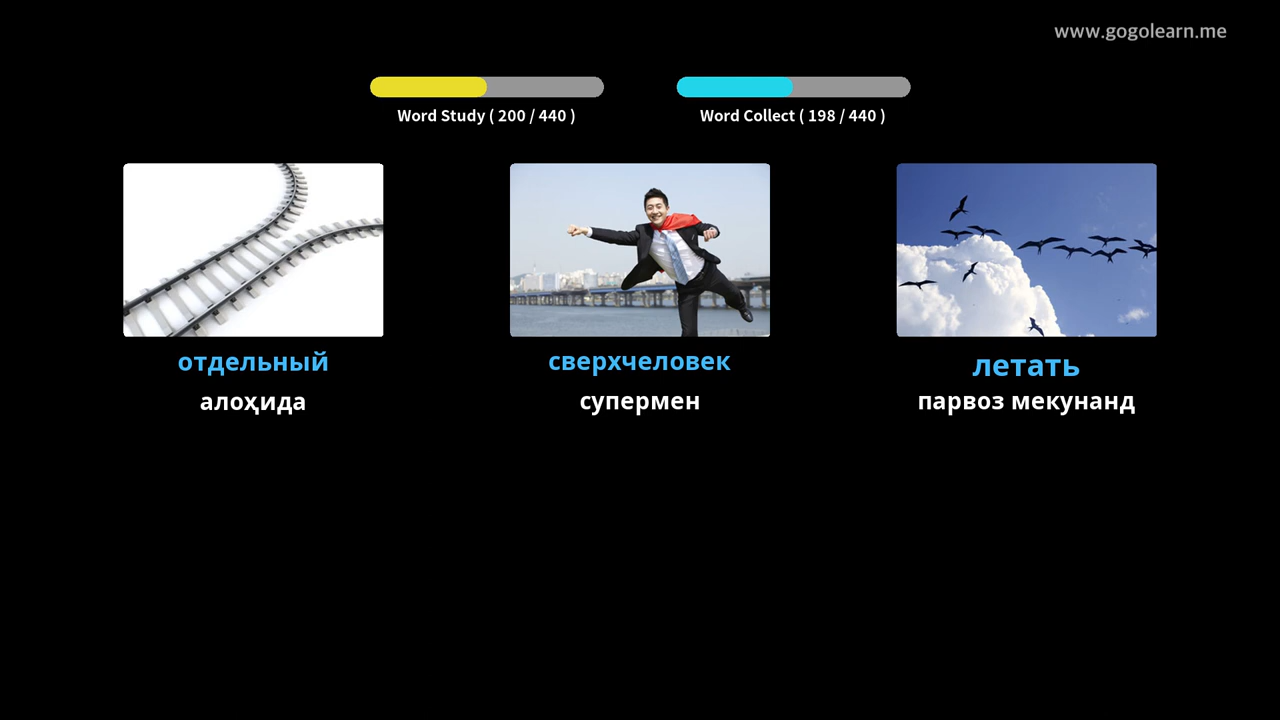 www.gogolearn.me
Word Study ( 200 / 440 )
Word Collect ( 198 / 440 )
отдельный
алоҳида
сверхчеловек
супермен
летать
парвоз мекунанд